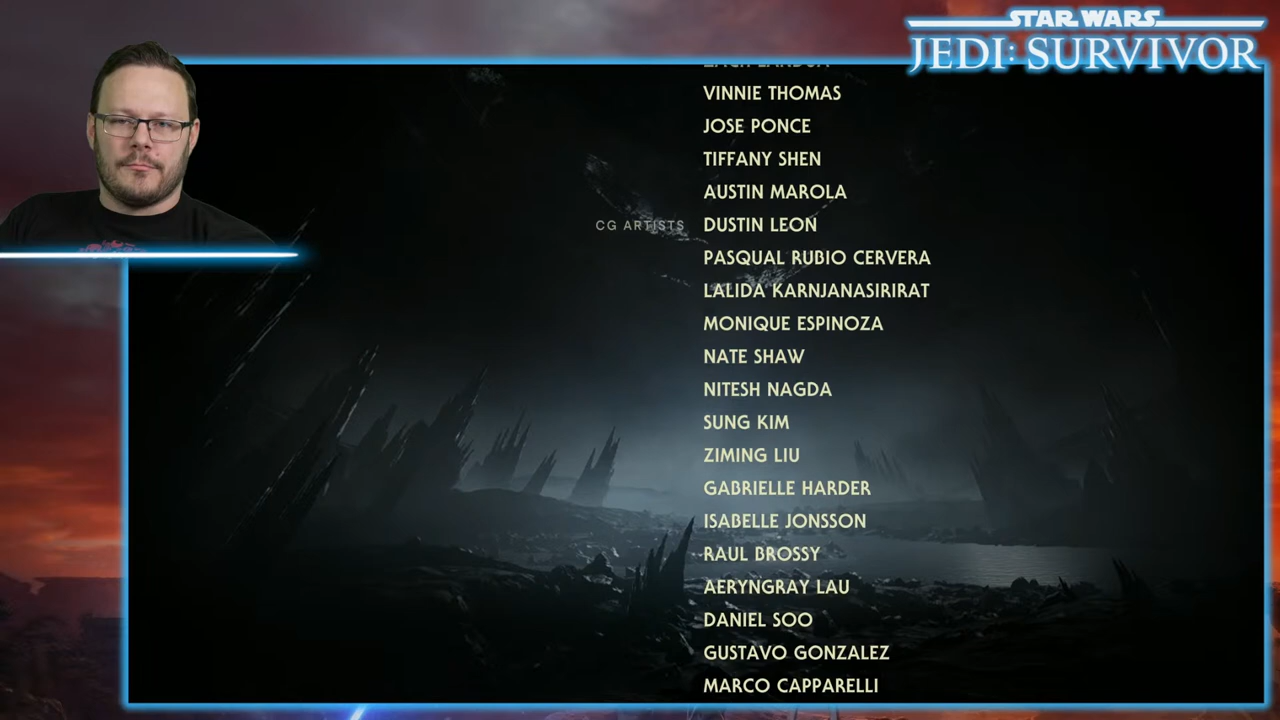 STAR WARS
JEDI: SURVIVOR
VINNIE THOMAS
JOSE PONCE
TIFFANY SHEN
AUSTIN MAROLA
CG ARTISTS DUSTIN LEON
PASQUAL RUBIO CERVERA
LALIDA KARNJANASIRIRAT
MONIQUE ESPINOZA
NATE SHAW
NITESH NAGDA
SUNG KIM
ZIMING LIU
GABRIELLE HARDER
ISABELLE JONSSON
RAUL BROSSY
AERYNGRAY LAU
DANIEL SOO
GUSTAVO GONZALEZ
MARCO CAPPARELLI